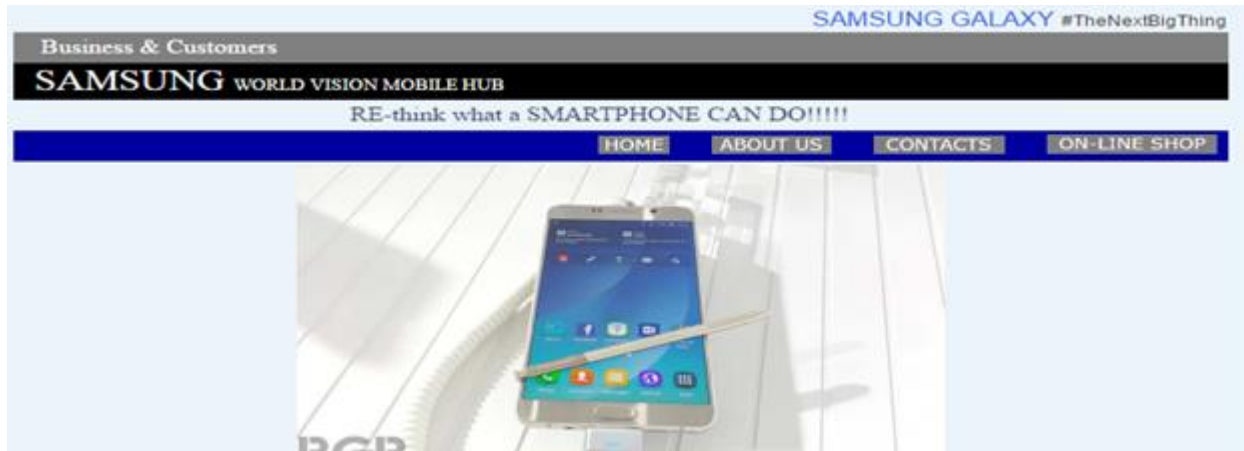 SAMSUNG GALAXY #TheNextBigThing
Business & Customers
SAMSUNG WORLD VISION MOBILE HUB
RE-think what a SMARTPHONE CAN DO!!!!!
HOME ABOUT US CONTACTS ON-LINE SHOP
BGR